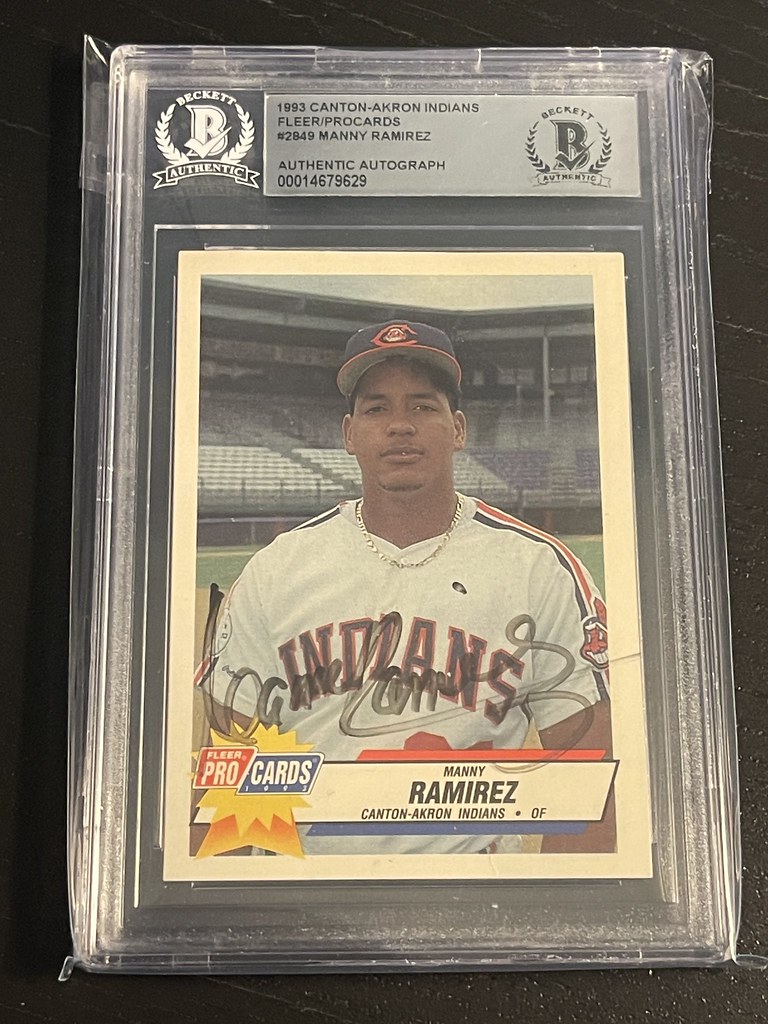 BECKETT
B
AUTHENTIC
1993 CANTON-AKRON INDIANS
FLEER/PROCARDS
#2849 MANNY RAMIREZ
AUTHENTIC AUTOGRAPH
00014679629
BECKETT
B
AUTHENTIC
C
INDIANS
FLEER
PRO CARDS
1993
MANNY
RAMIREZ
CANTON-AKRON INDIANS • OF